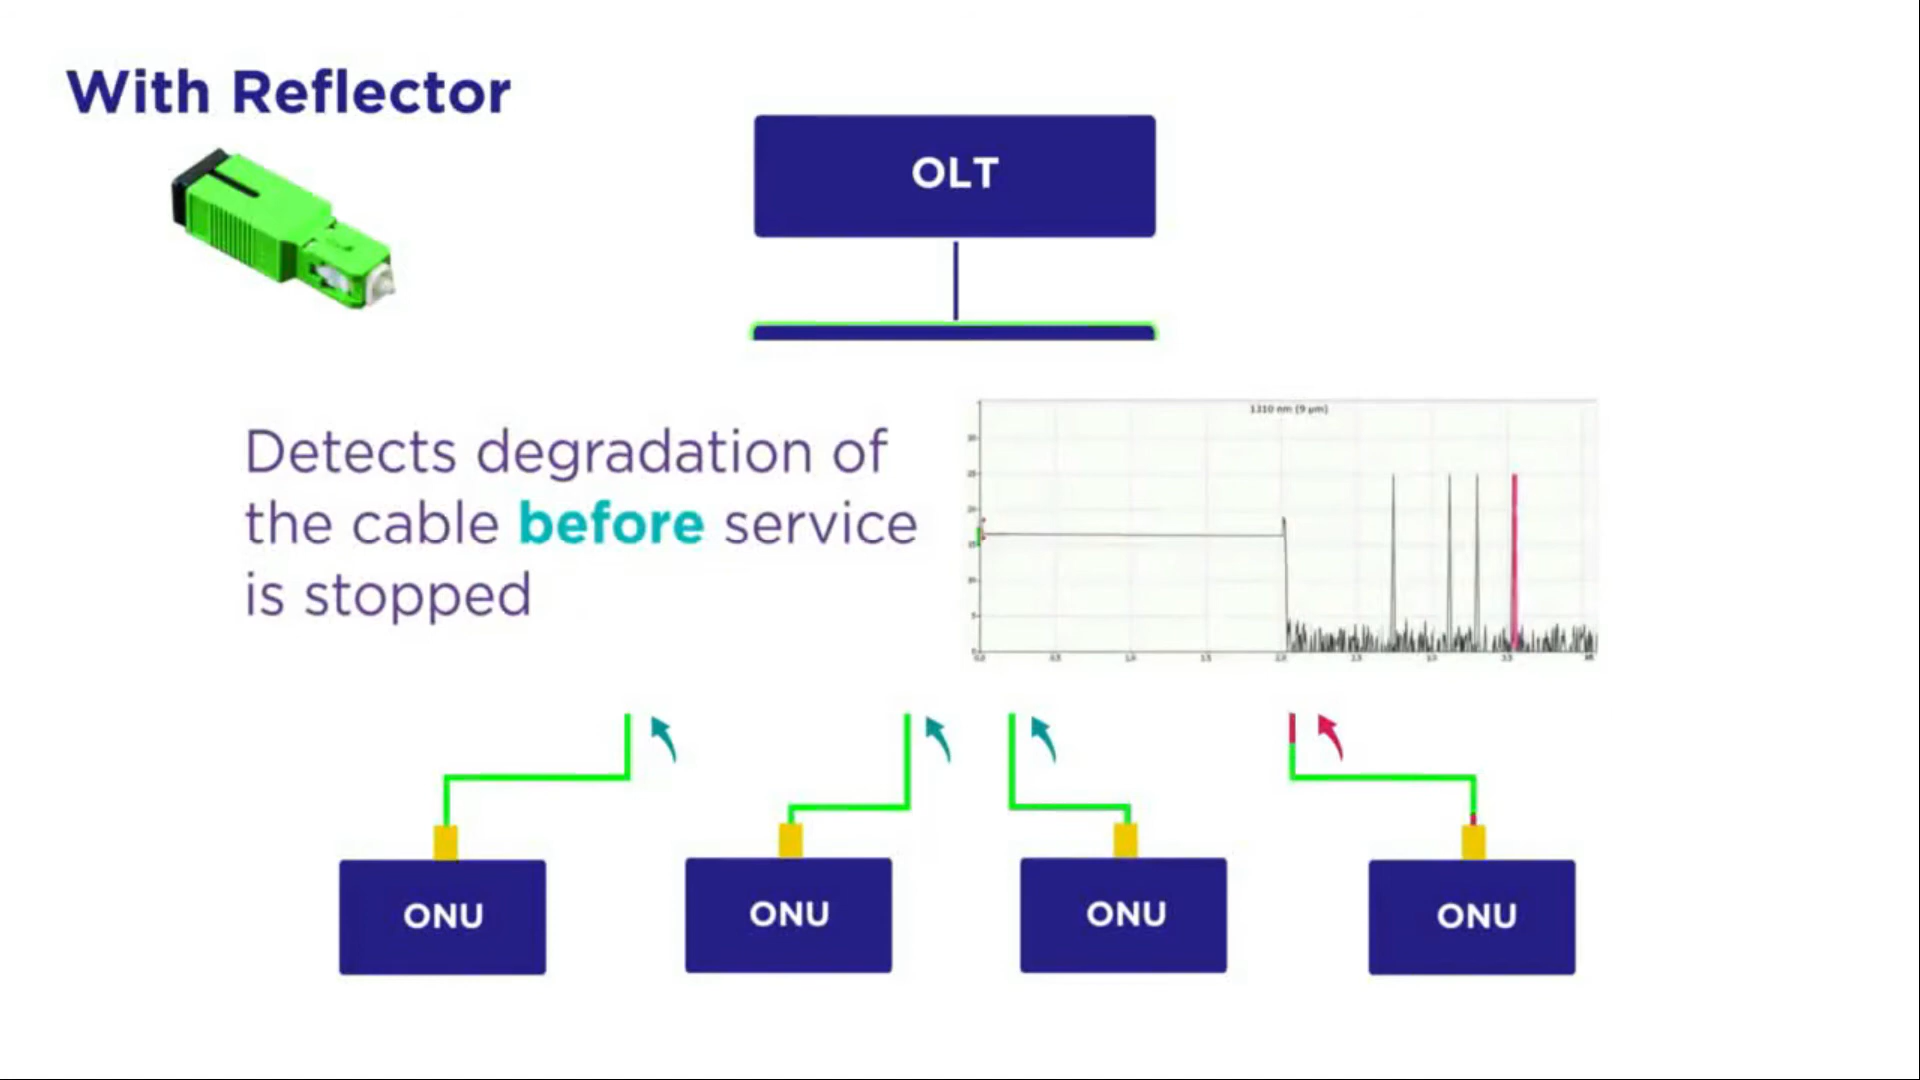 With Reflector
OLT
Detects degradation of
the cable before service
is stopped
1310 nm (9 µm)
ONU
ONU
ONU
ONU